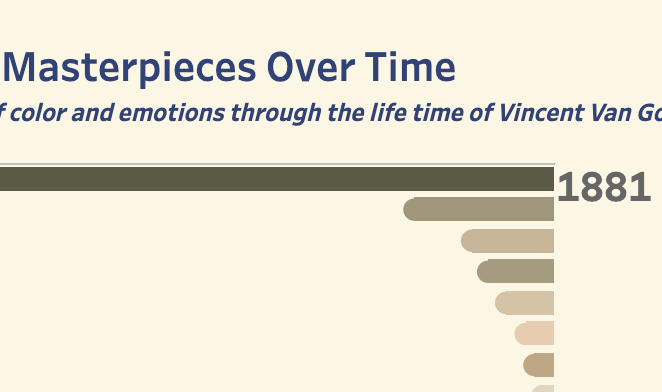 Masterpieces Over Time
f color and emotions through the life time of Vincent Van Go
1881